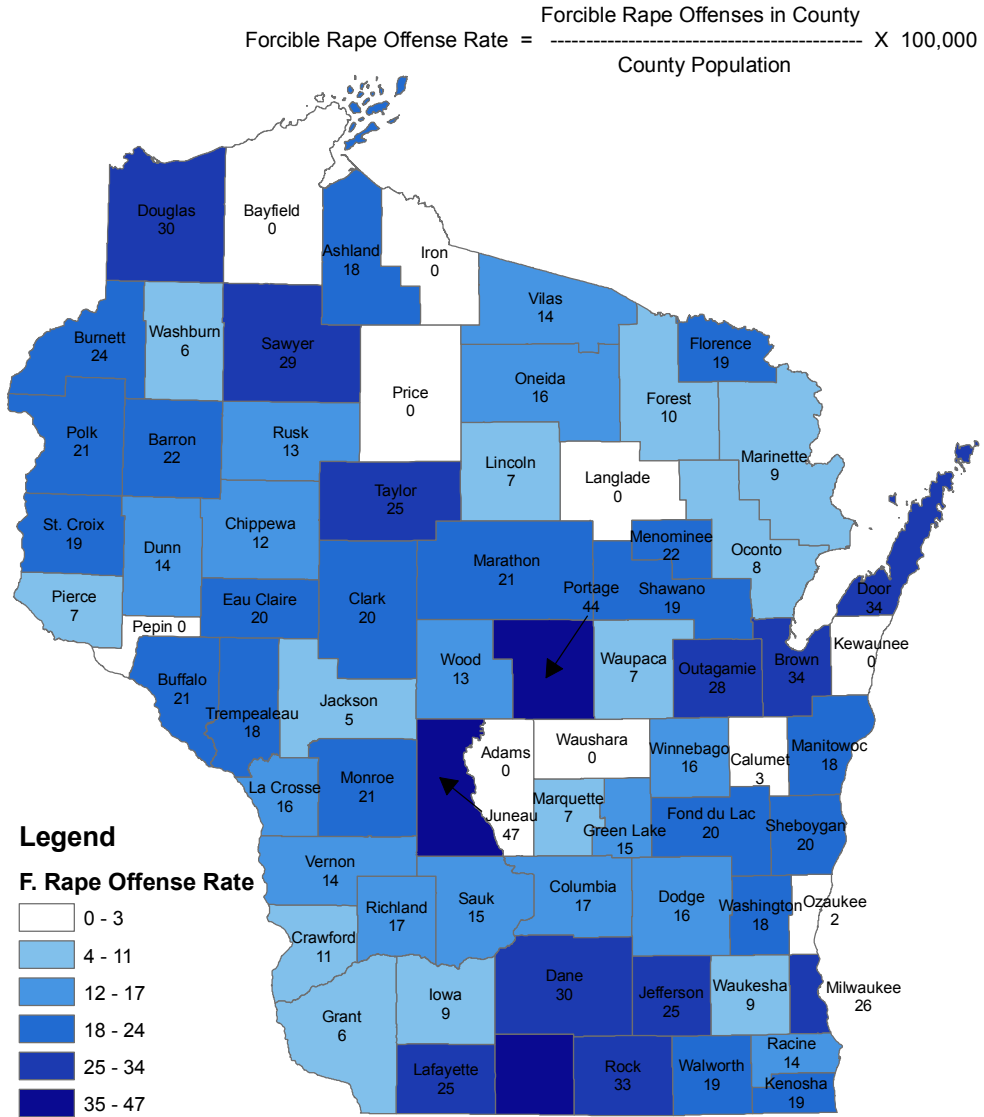 Forcible Rape Offenses in County
Forcible Rape Offense Rate = ------------------------------------------- X 100,000
County Population
Douglas
30
Bayfield
0
Ashland
18
Iron
0
Vilas
14
Burnett
24
Washburn
6
Sawyer
29
Florence
19
Price
0
Oneida
16
Forest
10
Marinette
9
Polk
21
Barron
22
Rusk
13
Lincoln
7
Langlade
0
Taylor
25
St. Croix
19
Dunn
14
Chippewa
12
Menominee
22
Oconto
8
Marathon
21
Portage
44
Shawano
19
Door
34
Pierce
7
Pepin 0
Eau Claire
20
Clark
20
Kewaunee
0
Wood
13
Waupaca
7
Outagamie
28
Brown
34
Buffalo
21
Trempealeau
18
Jackson
5
Adams
0
Waushara
0
Winnebago
16
Calumet
3
Manitowoc
18
La Crosse
16
Monroe
21
Juneau
47
Marquette
7
Green Lake
15
Fond du Lac
20
Sheboygan
20
Vernon
14
Richland
17
Sauk
15
Columbia
17
Dodge
16
Washington
18
Ozaukee
2
Crawford
11
Grant
6
Iowa
9
Dane
30
Jefferson
25
Waukesha
9
Milwaukee
26
Lafayette
25
Rock
33
Walworth
19
Racine
14
Kenosha
19
Legend
F. Rape Offense Rate
0 - 3
4 - 11
12 - 17
18 - 24
25 - 34
35 - 47